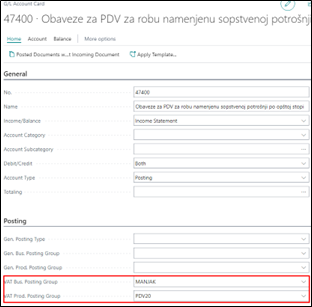 G/L Account Card
47400 · Obaveze za PDV za robu namenjenu sopstvenoj potrošnji
Home Account Balance More options
Posted Documents without Incoming Document Apply Template...
General
No. 47400
Name Obaveze za PDV za robu namenjenu sopstvenoj potrošnji po opštoj stopi
Income/Balance Income Statement
Account Category
Account Subcategory
Debit/Credit Both
Account Type Posting
Totaling
Posting
Gen. Posting Type
Gen. Bus. Posting Group
Gen. Prod. Posting Group
VAT Bus. Posting Group MANJAK
VAT Prod. Posting Group PDV20